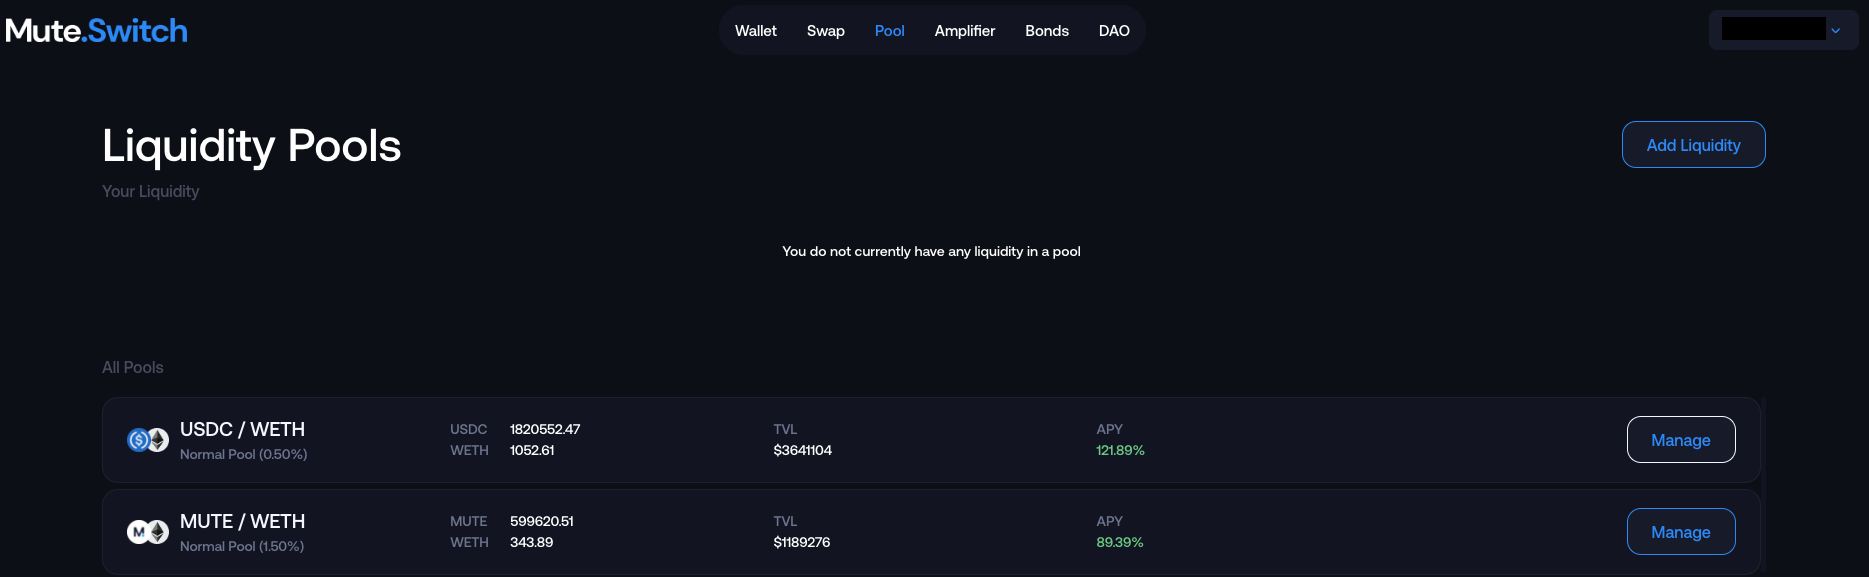 Mute.Switch
Wallet Swap Pool Amplifier Bonds DAO
Liquidity Pools
Add Liquidity
Your Liquidity
You do not currently have any liquidity in a pool
All Pools
USDC / WETH
Normal Pool (0.50%)
USDC 1820552.47
WETH 1052.61
TVL
$3641104
APY
121.89%
Manage
M
MUTE / WETH
Normal Pool (1.50%)
MUTE 599620.51
WETH 343.89
TVL
$1189276
APY
89.39%
Manage